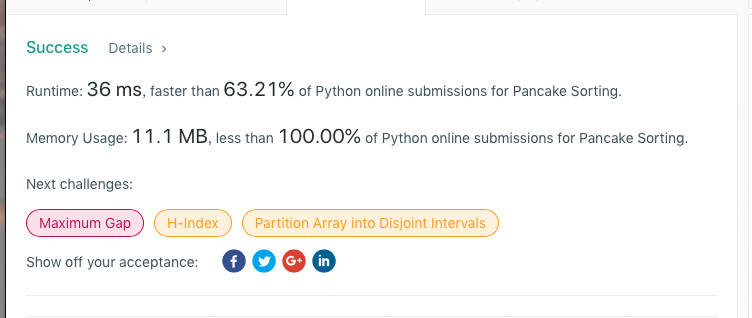 Success Details >
Runtime: 36 ms, faster than 63.21% of Python online submissions for Pancake Sorting.
Memory Usage: 11.1 MB, less than 100.00% of Python online submissions for Pancake Sorting.
Next challenges:
Maximum Gap H-Index Partition Array into Disjoint Intervals
Show off your acceptance: f G+ in